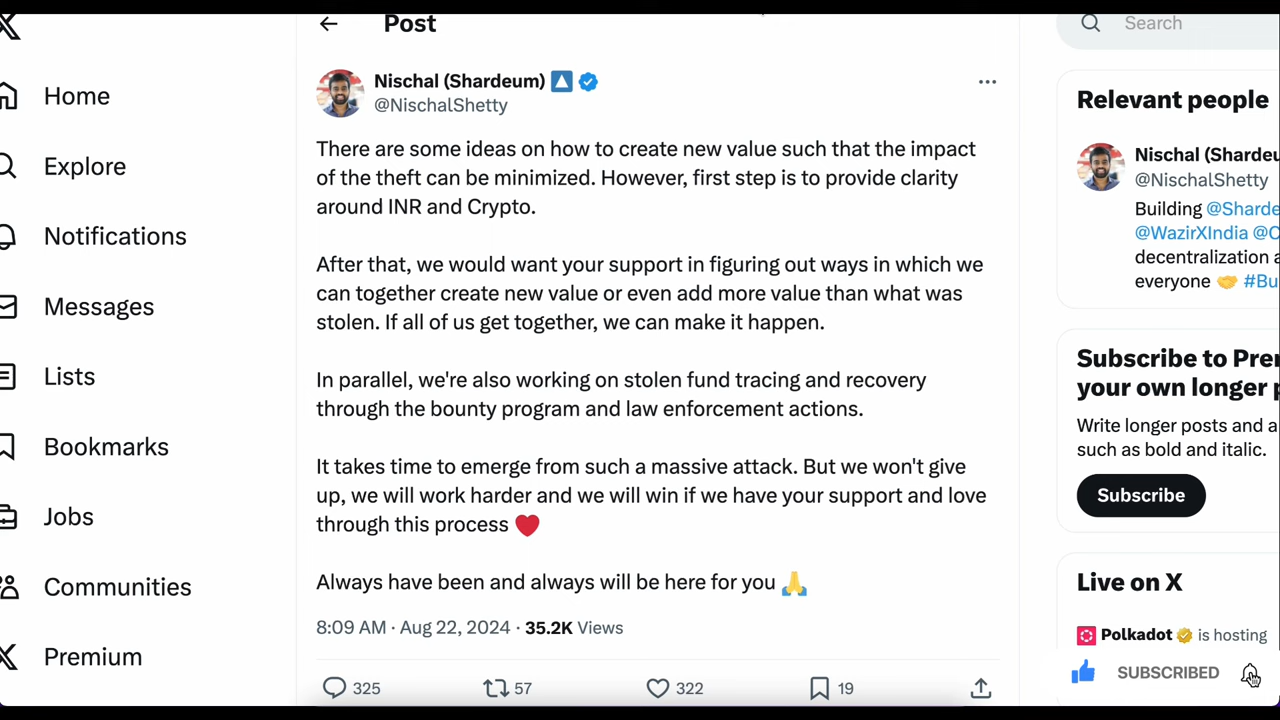 Post
Search
Home
Explore
Notifications
Messages
Lists
Bookmarks
Jobs
Communities
Premium
Nischal (Shardeum)
@NischalShetty
There are some ideas on how to create new value such that the impact
of the theft can be minimized. However, first step is to provide clarity
around INR and Crypto.
After that, we would want your support in figuring out ways in which we
can together create new value or even add more value than what was
stolen. If all of us get together, we can make it happen.
In parallel, we're also working on stolen fund tracing and recovery
through the bounty program and law enforcement actions.
It takes time to emerge from such a massive attack. But we won't give
up, we will work harder and we will win if we have your support and love
through this process ❤️
Always have been and always will be here for you 🙏
8:09 AM · Aug 22, 2024 · 35.2K Views
325 57 322 19
Relevant people
Nischal (Shardeu
@NischalShetty
Building @Sharde
@WazirXIndia @C
decentralization a
everyone 🤝 #Bu
Subscribe to Pre
your own longer p
Write longer posts and a
such as bold and italic.
Subscribe
Live on X
Polkadot is hosting
SUBSCRIBED